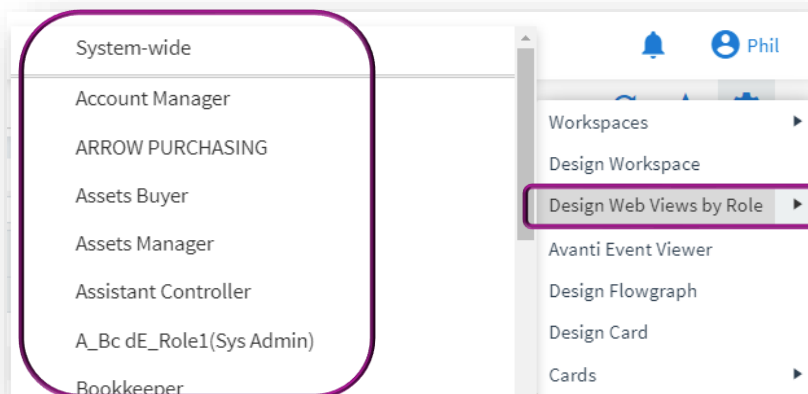 System-wide
Account Manager
ARROW PURCHASING
Assets Buyer
Assets Manager
Assistant Controller
A_Bc dE_Role1(Sys Admin)
Bookkeeper
Phil
Workspaces
Design Workspace
Design Web Views by Role
Avanti Event Viewer
Design Flowgraph
Design Card
Cards